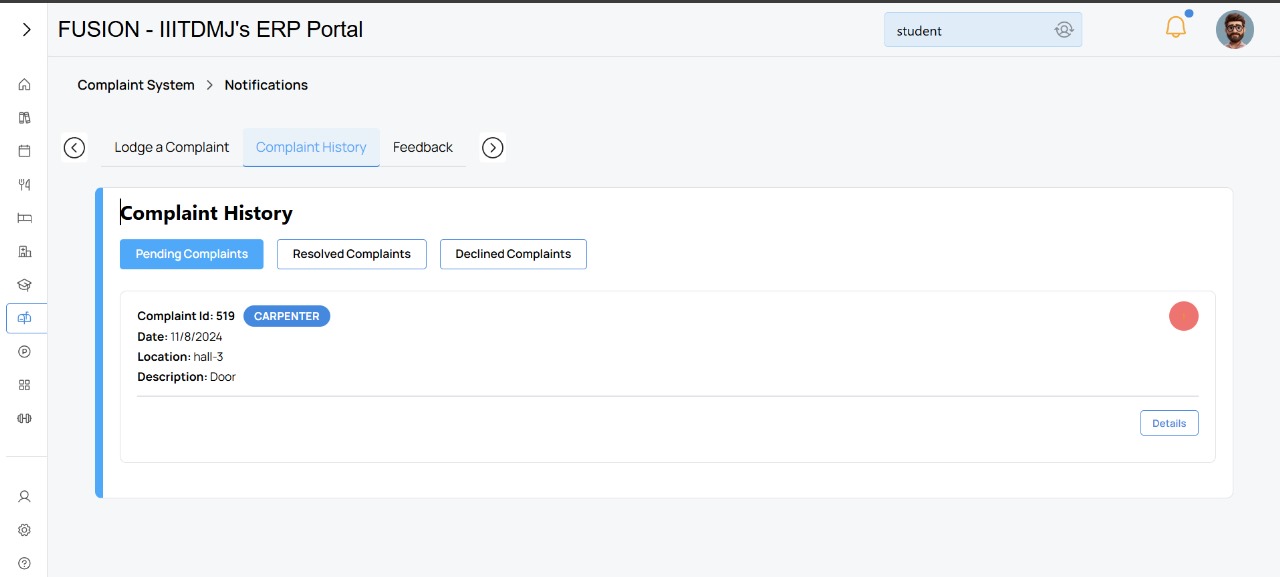 FUSION - IIITDMJ's ERP Portal
student
Complaint System > Notifications
Lodge a Complaint Complaint History Feedback
Complaint History
Pending Complaints Resolved Complaints Declined Complaints
Complaint Id: 519 CARPENTER
Date: 11/8/2024
Location: hall-3
Description: Door
Details